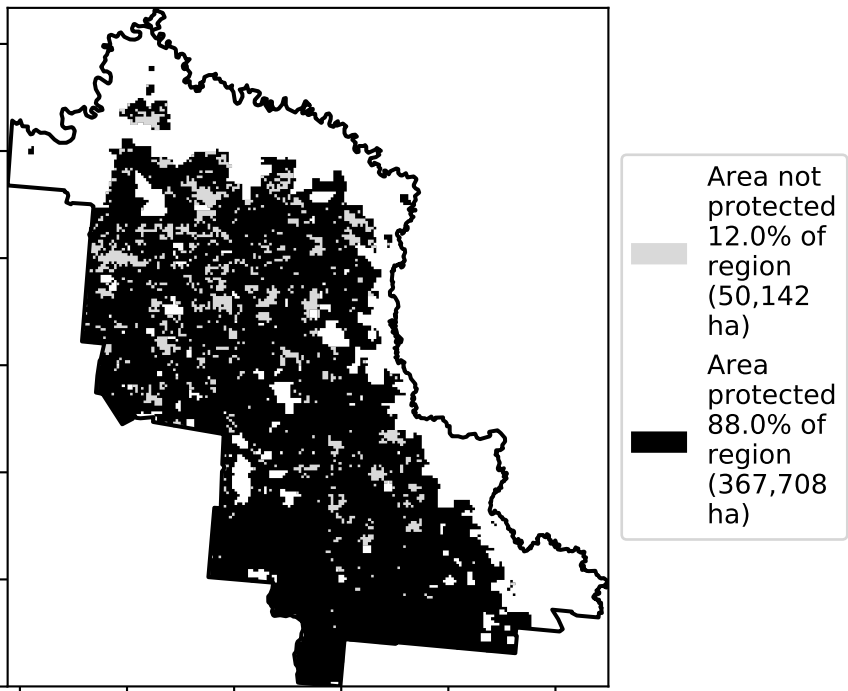 Area not
protected
12.0% of
region
(50,142
ha)
Area
protected
88.0% of
region
(367,708
ha)